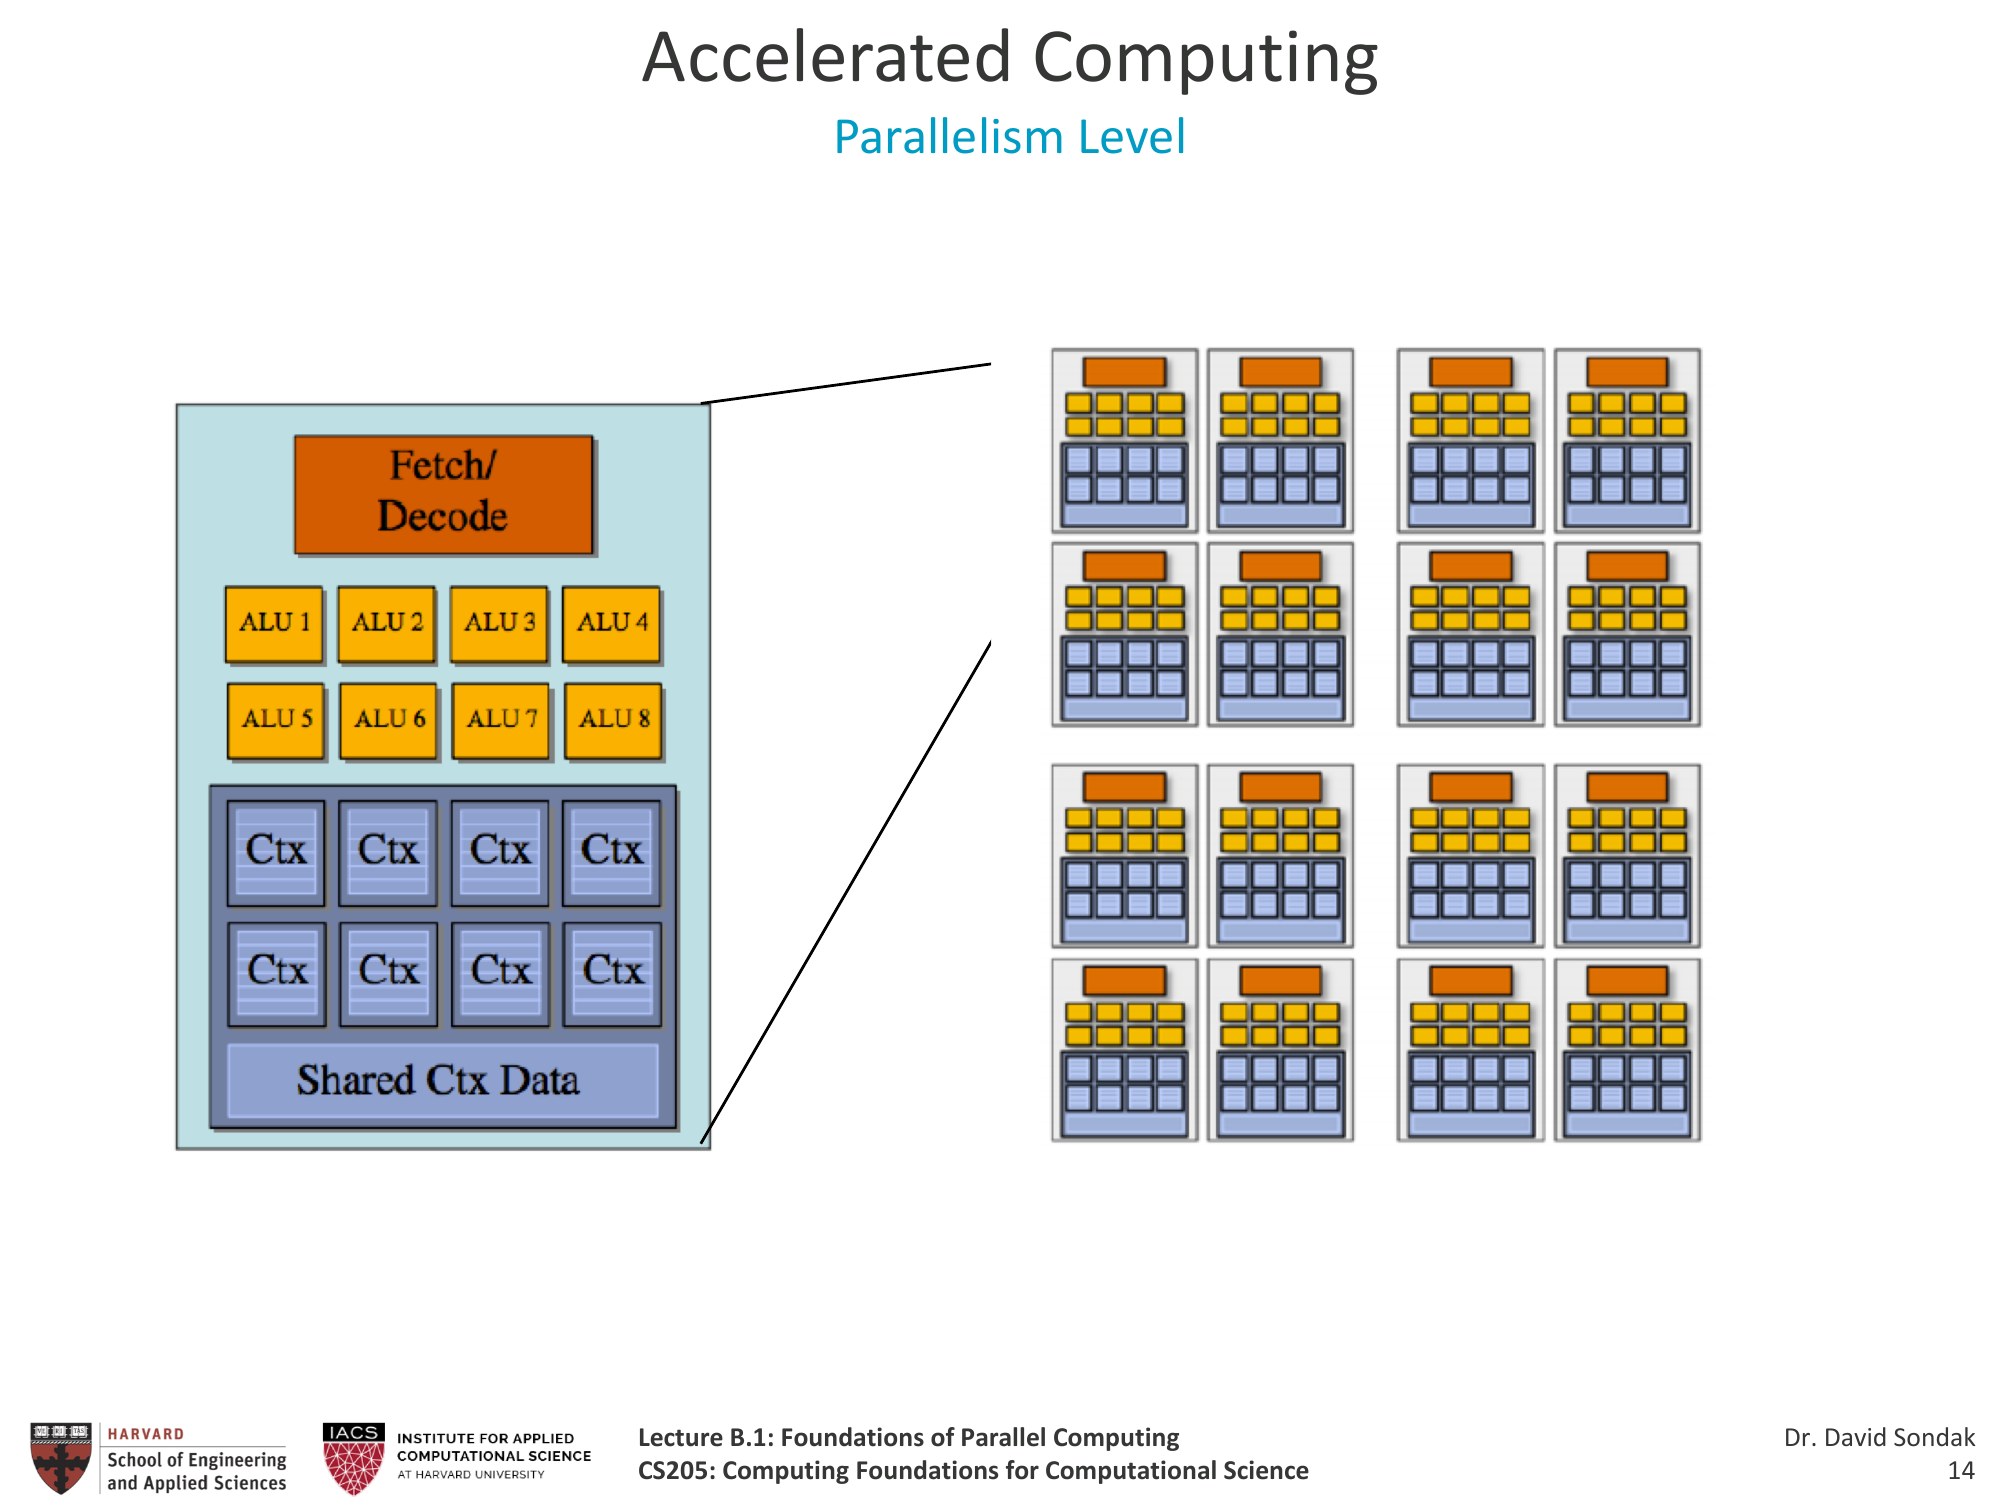 Accelerated Computing
Parallelism Level
Fetch/
Decode
ALU 1 ALU 2 ALU 3 ALU 4
ALU 5 ALU 6 ALU 7 ALU 8
Ctx Ctx Ctx Ctx
Ctx Ctx Ctx Ctx
Shared Ctx Data
HARVARD
School of Engineering
and Applied Sciences
IACS
INSTITUTE FOR APPLIED
COMPUTATIONAL SCIENCE
AT HARVARD UNIVERSITY
Lecture B.1: Foundations of Parallel Computing
CS205: Computing Foundations for Computational Science
Dr. David Sondak
14